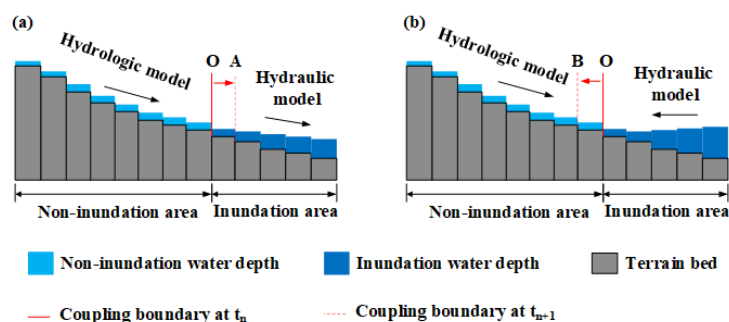 (a)
Hydrologic model
O A
Hydraulic
model
Non-inundation area
Inundation area
(b)
Hydrologic model
B O
Hydraulic
model
Non-inundation area
Inundation area
Non-inundation water depth
Inundation water depth
Terrain bed
Coupling boundary at tn
Coupling boundary at tn+1